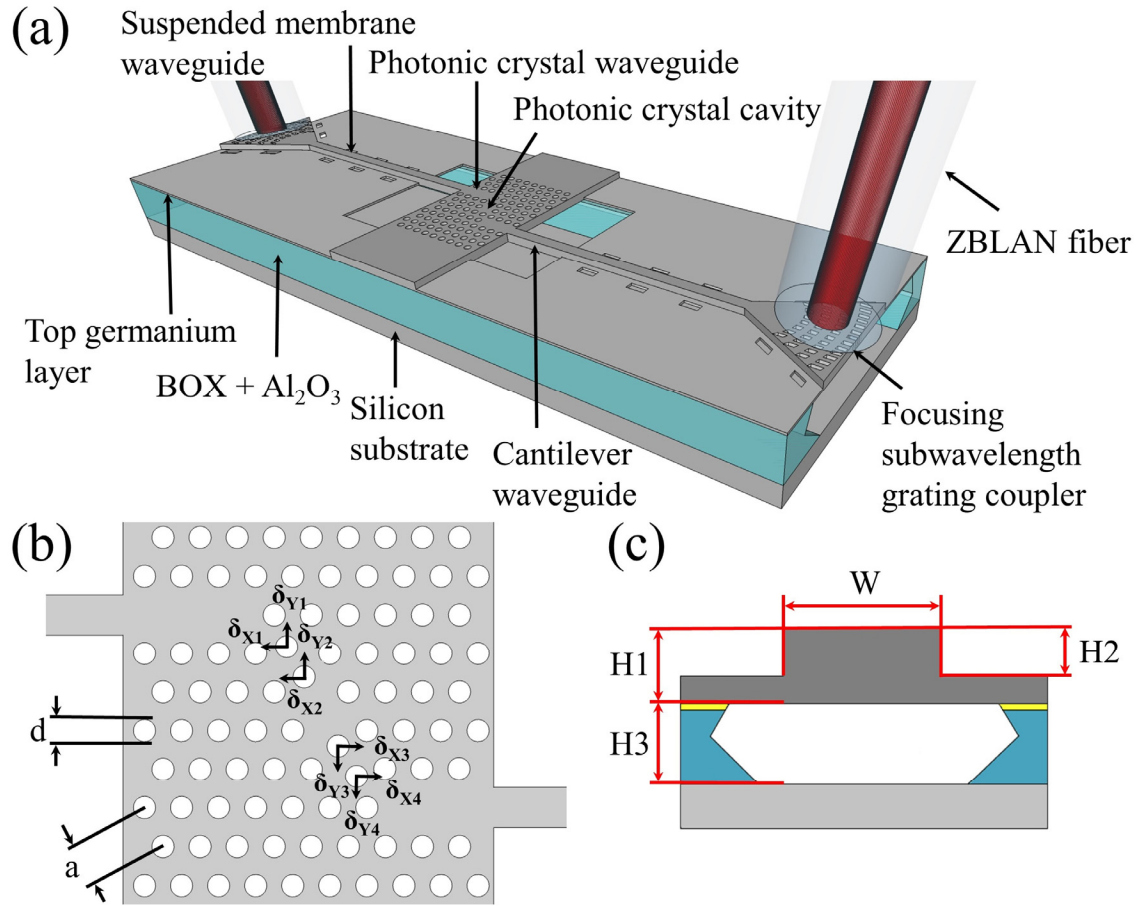 (a)
Suspended membrane
waveguide
Photonic crystal waveguide
Photonic crystal cavity
ZBLAN fiber
Top germanium
layer
BOX + Al₂O₃
Silicon
substrate
Cantilever
waveguide
Focusing
subwavelength
grating coupler
(b)
δY1
δX1
δY2
δX2
d
δX3
δY3
δX4
δY4
a
(c)
W
H1
H2
H3